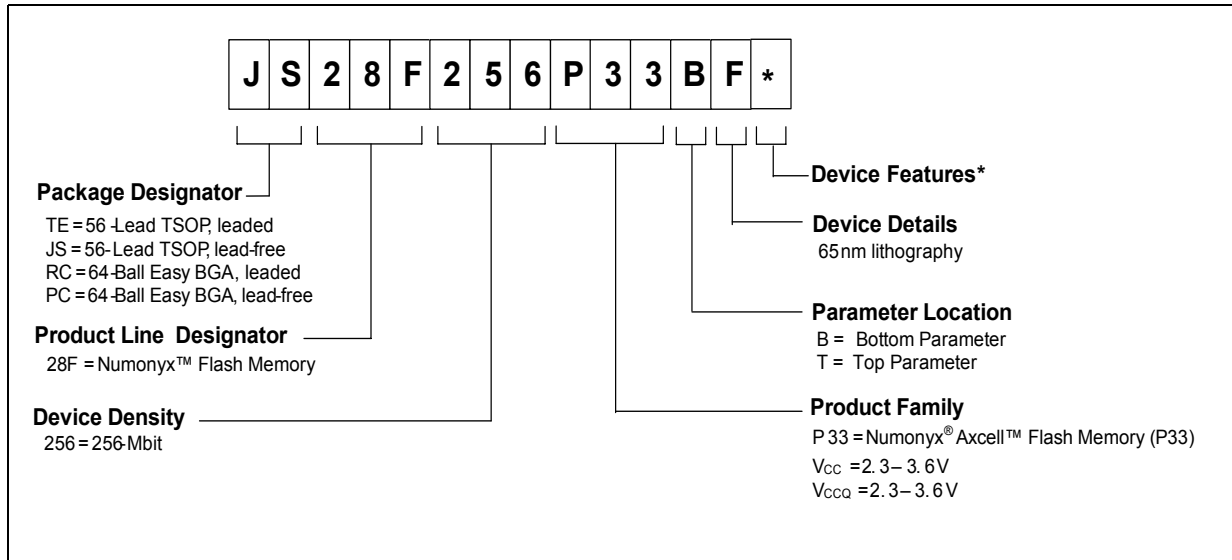 J S 2 8 F 2 5 6 P 3 3 B F *
Package Designator
TE = 56 -Lead TSOP, leaded
JS = 56- Lead TSOP, lead-free
RC = 64-Ball Easy BGA, leaded
PC = 64-Ball Easy BGA, lead-free
Product Line Designator
28F = Numonyx™ Flash Memory
Device Density
256 = 256-Mbit
Device Features*
Device Details
65nm lithography
Parameter Location
B = Bottom Parameter
T = Top Parameter
Product Family
P 33 = Numonyx® Axcell™ Flash Memory (P33)
VCC = 2. 3 – 3. 6 V
VCCQ = 2. 3 – 3. 6 V